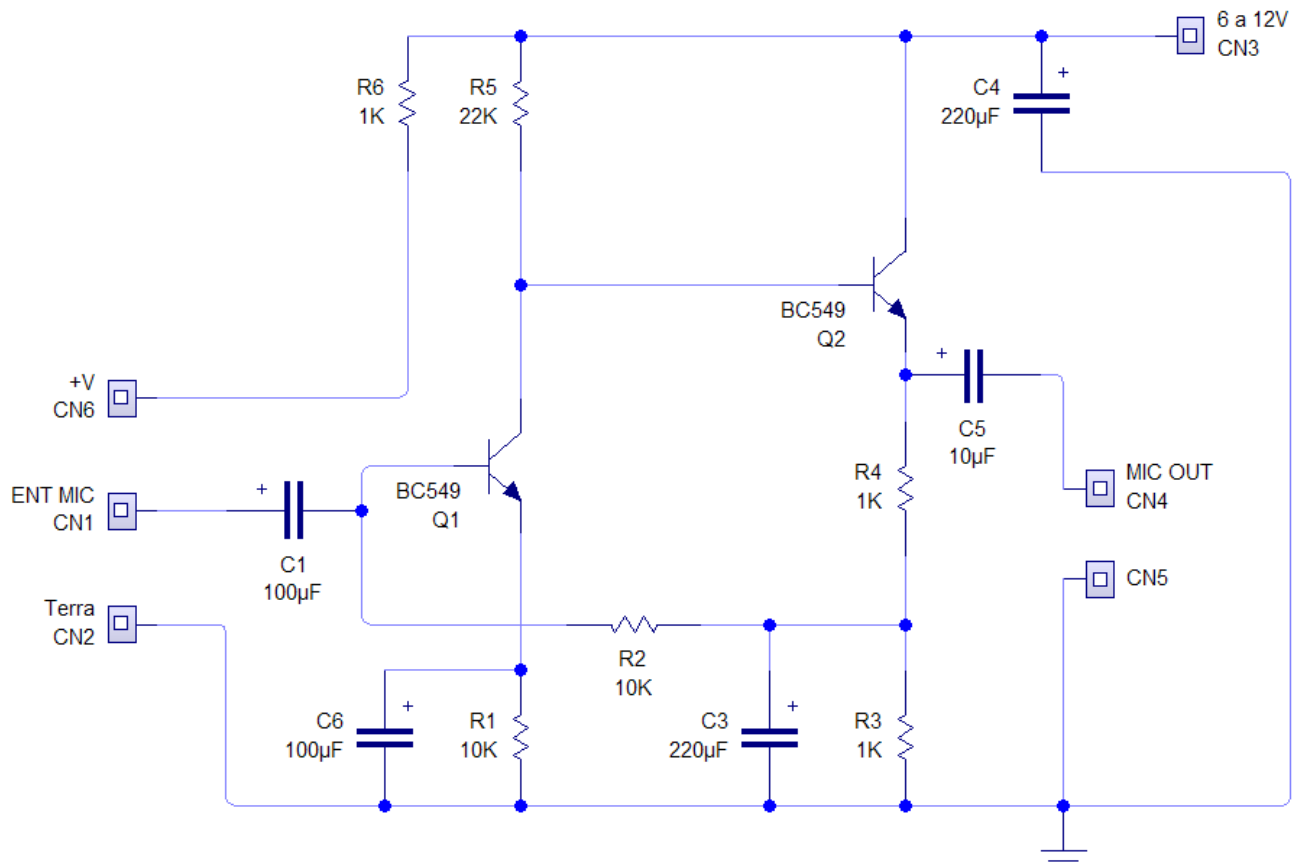 6 a 12V
CN3
R6
1K
R5
22K
C4
+
220µF
BC549
Q2
+
C5
10µF
+V
CN6
ENT MIC
CN1
+
C1
100µF
BC549
Q1
R4
1K
MIC OUT
CN4
CN5
Terra
CN2
R2
10K
C6
+
100µF
R1
10K
C3
+
220µF
R3
1K